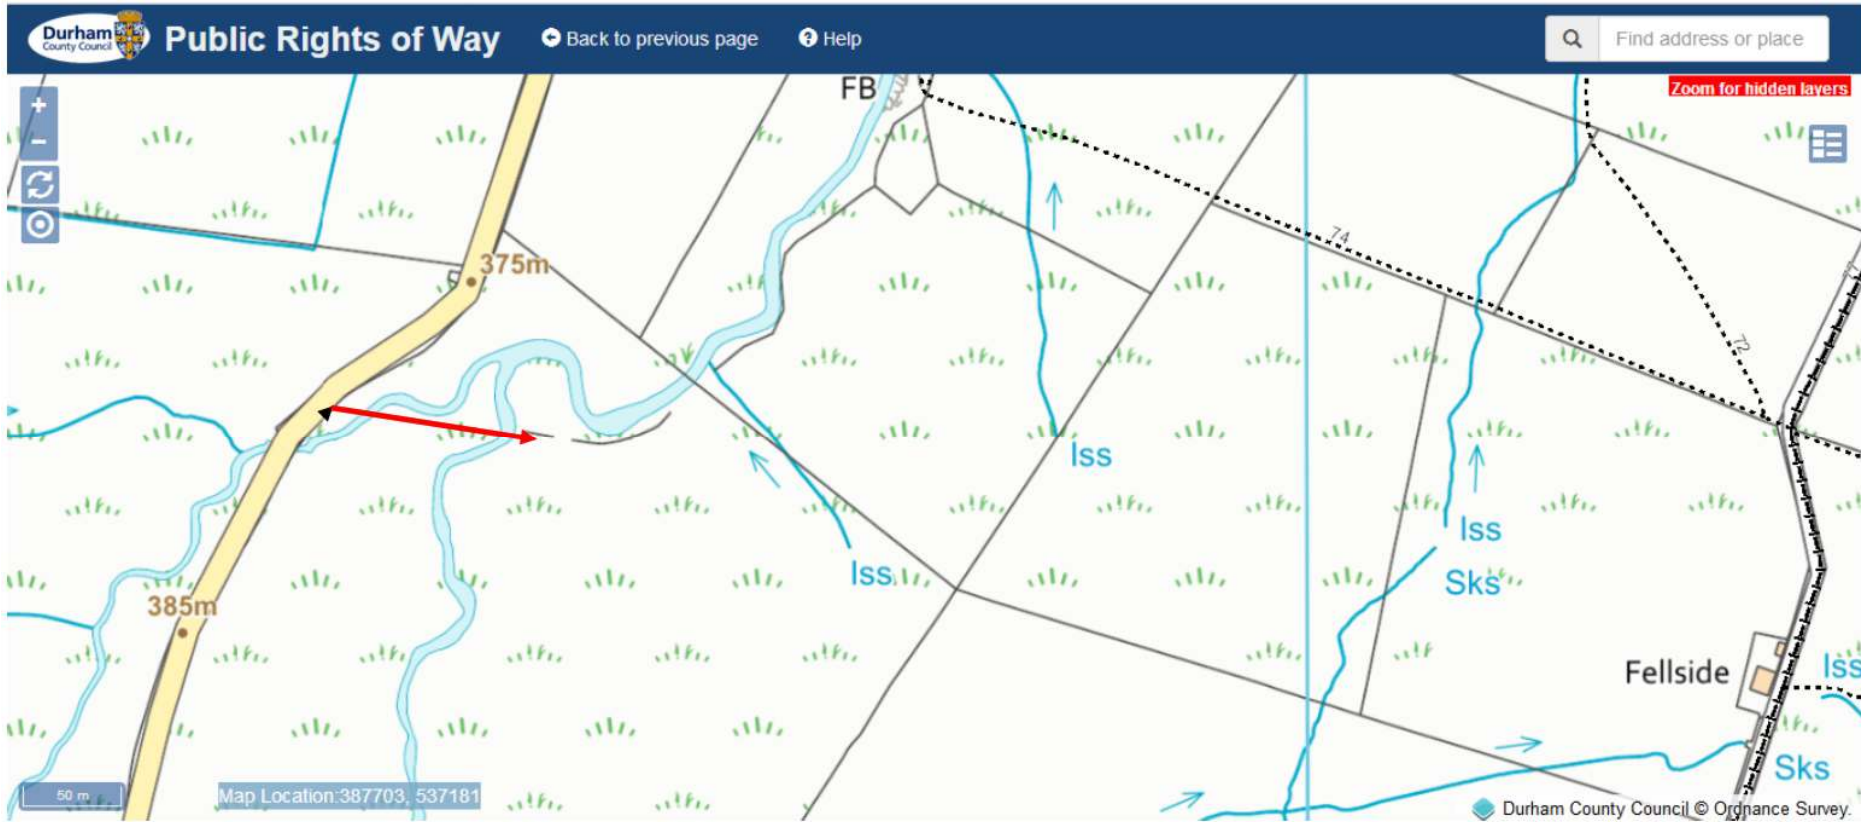 Durham
County Council
Public Rights of Way
Back to previous page
Help
Find address or place
Zoom for hidden layers
+
-
FB
375m
74
77
72
Iss
Iss
Iss
Sks
385m
Fellside
Iss
Sks
50 m
Map Location:387703, 537181
Durham County Council © Ordnance Survey.